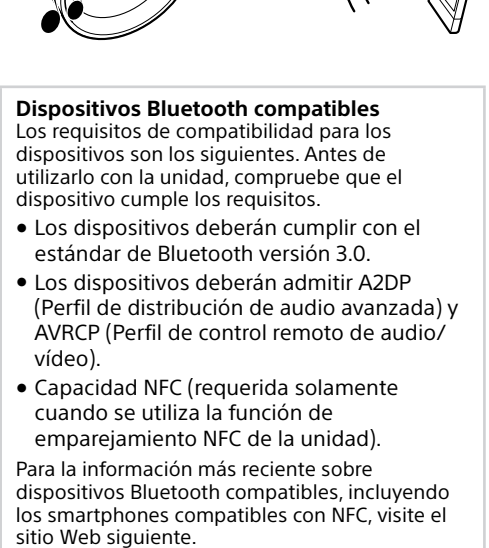 Dispositivos Bluetooth compatibles
Los requisitos de compatibilidad para los
dispositivos son los siguientes. Antes de
utilizarlo con la unidad, compruebe que el
dispositivo cumple los requisitos.
• Los dispositivos deberán cumplir con el
estándar de Bluetooth versión 3.0.
• Los dispositivos deberán admitir A2DP
(Perfil de distribución de audio avanzada) y
AVRCP (Perfil de control remoto de audio/
vídeo).
• Capacidad NFC (requerida solamente
cuando se utiliza la función de
emparejamiento NFC de la unidad).
Para la información más reciente sobre
dispositivos Bluetooth compatibles, incluyendo
los smartphones compatibles con NFC, visite el
sitio Web siguiente.